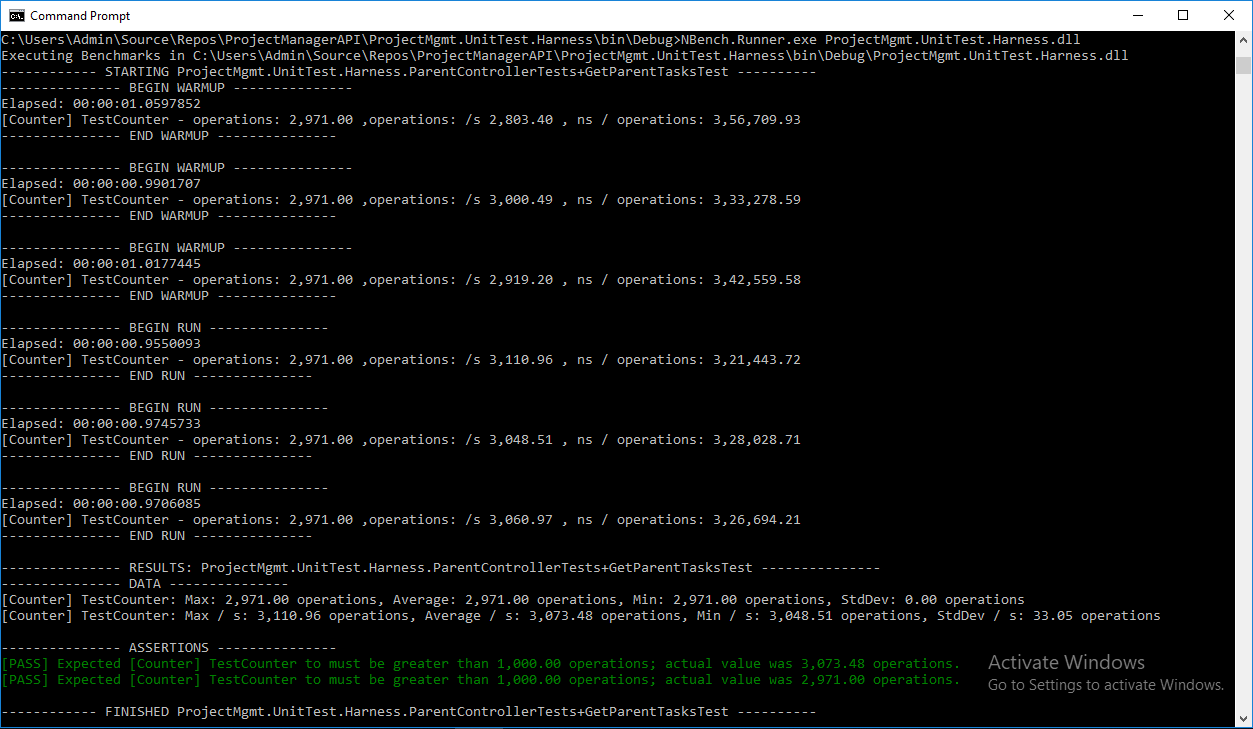 Command Prompt
C:\Users\Admin\Source\Repos\ProjectManagerAPI\ProjectMgmt.UnitTest.Harness\bin\Debug>NBench.Runner.exe ProjectMgmt.UnitTest.Harness.dll
Executing Benchmarks in C:\Users\Admin\Source\Repos\ProjectManagerAPI\ProjectMgmt.UnitTest.Harness\bin\Debug\ProjectMgmt.UnitTest.Harness.dll
------------ STARTING ProjectMgmt.UnitTest.Harness.ParentControllerTests+GetParentTasksTest ----------
--------------- BEGIN WARMUP ---------------
Elapsed: 00:00:01.0597852
[Counter] TestCounter - operations: 2,971.00 ,operations: /s 2,803.40 , ns / operations: 3,56,709.93
--------------- END WARMUP ---------------
--------------- BEGIN WARMUP ---------------
Elapsed: 00:00:00.9901707
[Counter] TestCounter - operations: 2,971.00 ,operations: /s 3,000.49 , ns / operations: 3,33,278.59
--------------- END WARMUP ---------------
--------------- BEGIN WARMUP ---------------
Elapsed: 00:00:01.0177445
[Counter] TestCounter - operations: 2,971.00 ,operations: /s 2,919.20 , ns / operations: 3,42,559.58
--------------- END WARMUP ---------------
--------------- BEGIN RUN ---------------
Elapsed: 00:00:00.9550093
[Counter] TestCounter - operations: 2,971.00 ,operations: /s 3,110.96 , ns / operations: 3,21,443.72
--------------- END RUN ---------------
--------------- BEGIN RUN ---------------
Elapsed: 00:00:00.9745733
[Counter] TestCounter - operations: 2,971.00 ,operations: /s 3,048.51 , ns / operations: 3,28,028.71
--------------- END RUN ---------------
--------------- BEGIN RUN ---------------
Elapsed: 00:00:00.9706085
[Counter] TestCounter - operations: 2,971.00 ,operations: /s 3,060.97 , ns / operations: 3,26,694.21
--------------- END RUN ---------------
--------------- RESULTS: ProjectMgmt.UnitTest.Harness.ParentControllerTests+GetParentTasksTest ---------------
--------------- DATA ---------------
[Counter] TestCounter: Max: 2,971.00 operations, Average: 2,971.00 operations, Min: 2,971.00 operations, StdDev: 0.00 operations
[Counter] TestCounter: Max / s: 3,110.96 operations, Average / s: 3,073.48 operations, Min / s: 3,048.51 operations, StdDev / s: 33.05 operations
--------------- ASSERTIONS ---------------
[PASS] Expected [Counter] TestCounter to must be greater than 1,000.00 operations; actual value was 3,073.48 operations.
[PASS] Expected [Counter] TestCounter to must be greater than 1,000.00 operations; actual value was 2,971.00 operations.
------------ FINISHED ProjectMgmt.UnitTest.Harness.ParentControllerTests+GetParentTasksTest ----------
Activate Windows
Go to Settings to activate Windows.